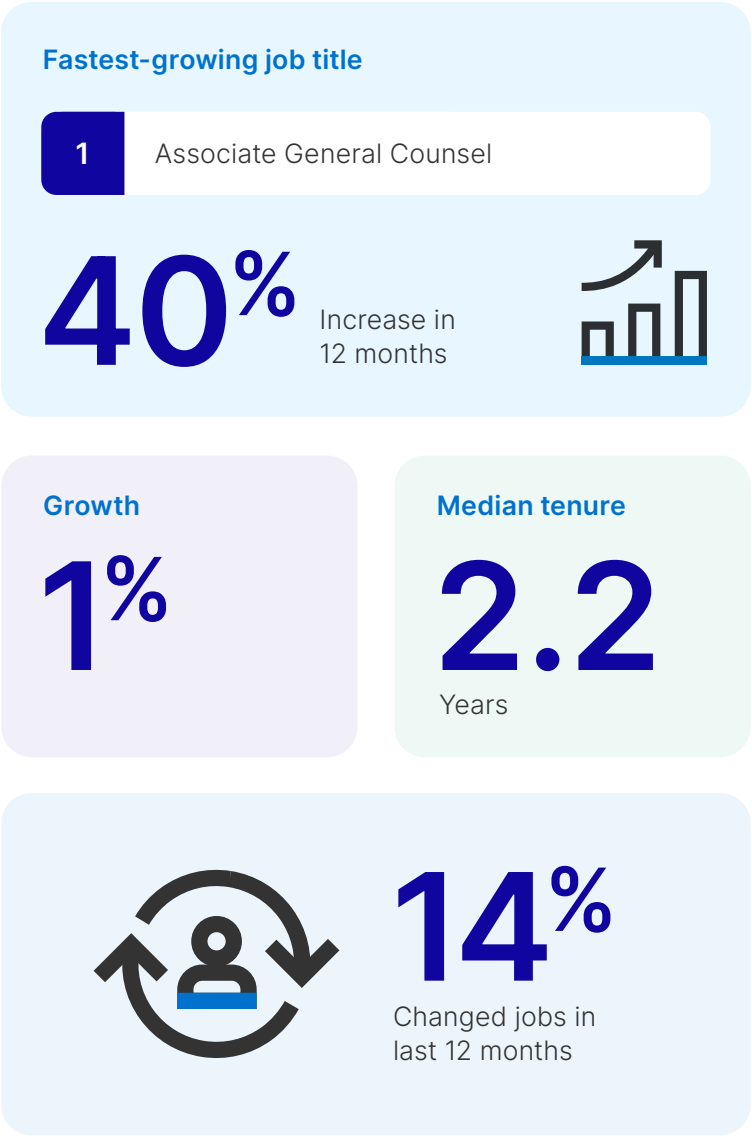 Fastest-growing job title
1
Associate General Counsel
40%
Increase in
12 months
Growth
1%
Median tenure
2.2
Years
14%
Changed jobs in
last 12 months